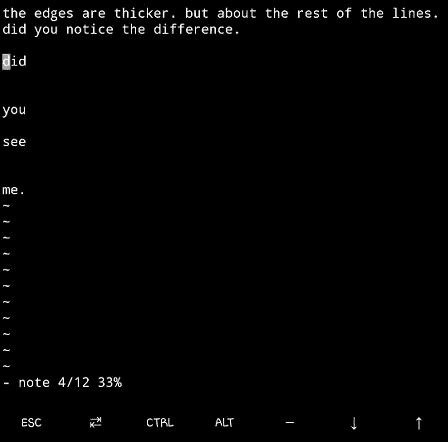 the edges are thicker. but about the rest of the lines.
did you notice the difference.
did
you
see
me.
~
~
~
~
~
~
~
~
~
~
~
- note 4/12 33%
ESC ⇄ CTRL ALT – ↓ ↑